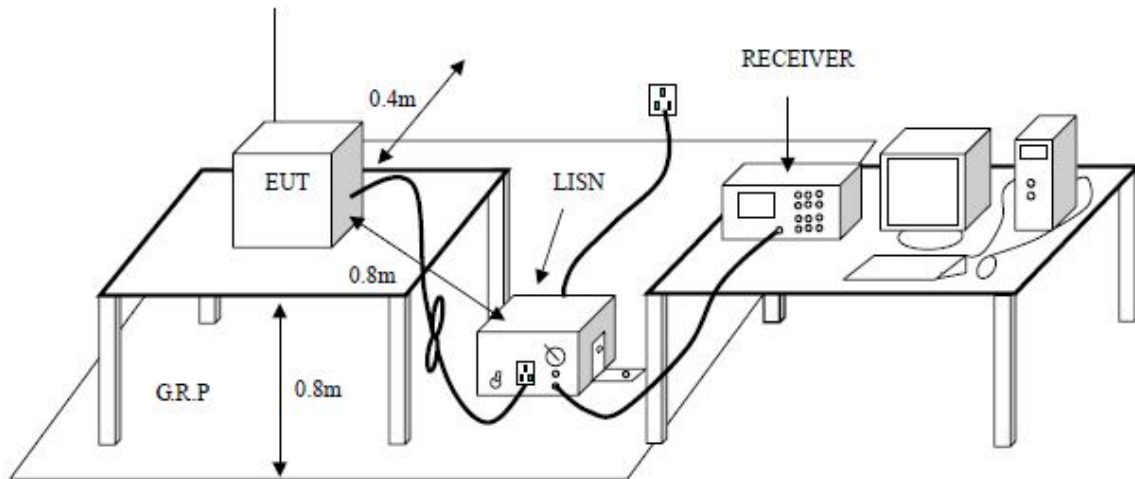 RECEIVER
0.4m
EUT
LISN
0.8m
G.R.P
0.8m